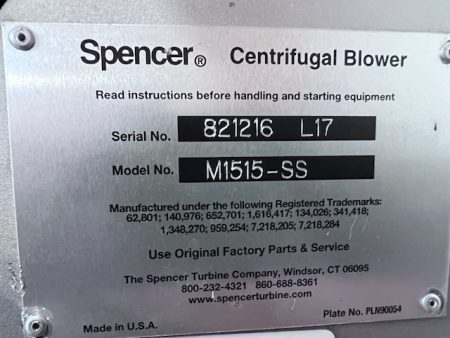 Spencer® Centrifugal Blower
Read instructions before handling and starting equipment
Serial No. 821216 L17
Model No. M1515-SS
Manufactured under the following Registered Trademarks:
62,801; 140,976; 652,701; 1,616,417; 134,026; 341,418;
1,348,270; 959,254; 7,218,205; 7,218,284
Use Original Factory Parts & Service
The Spencer Turbine Company, Windsor, CT 06095
800-232-4321 860-688-8361
www.spencerturbine.com
Made in U.S.A. Plate No. PLN90054